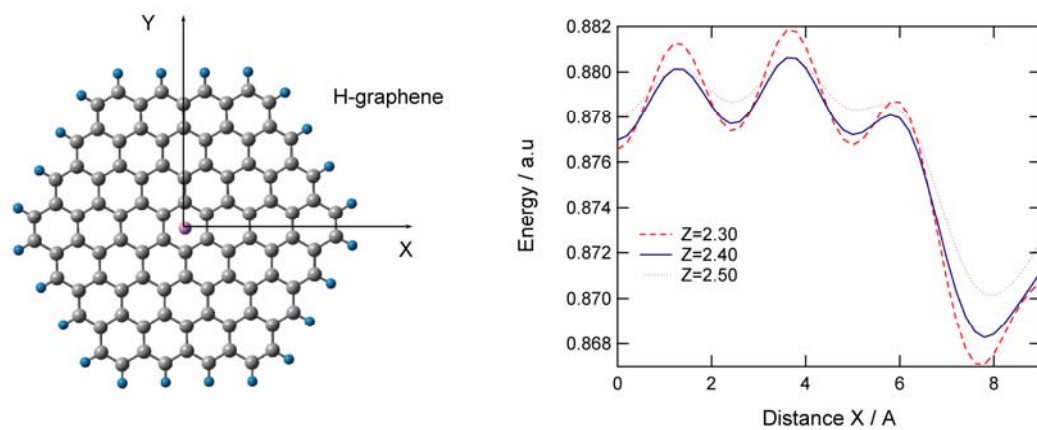 Y
H-graphene
X
Energy / a.u
0.882
0.880
0.878
0.876
0.874
0.872
0.870
0.868
Z=2.30
Z=2.40
Z=2.50
0 2 4 6 8
Distance X / A